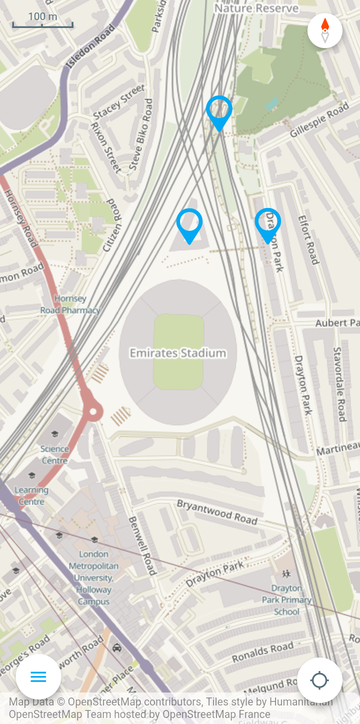 Nature Reserve
100 m
Isledon Road
Stacey Street
Steve Biko Road
Rixon Street
Gillespie Road
Hornsey Road
Citizen Road
Drayton Park
Elfort Road
Hornsey
Road Pharmacy
Aubert Pa
Emirates Stadium
Drayton Park
Stavordale Road
Martinea
Science
Centre
Learning
Centre
Bryantwood Road
Benwell Road
London
Metropolitan
University,
Holloway
Campus
Drayton Park
Drayton
Park Primary
School
Ronalds Road
Melgund Ro
Map Data © OpenStreetMap contributors, Tiles style by Humanitarian
OpenStreetMap Team hosted by OpenStreetMap France